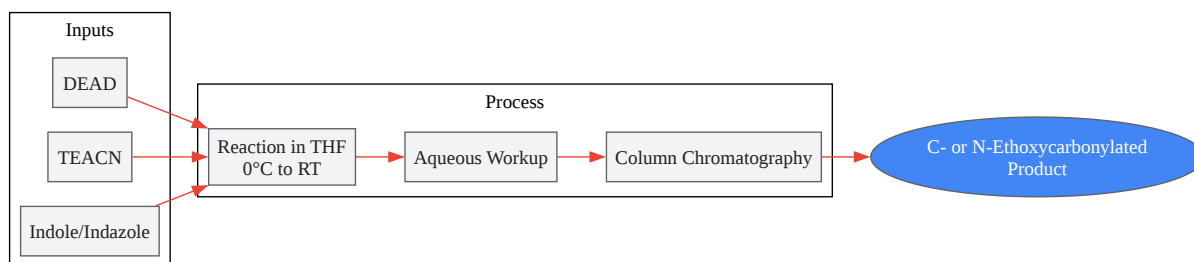 Inputs
DEAD
TEACN
Indole/Indazole
Process
Reaction in THF
0°C to RT
Aqueous Workup
Column Chromatography
C- or N-Ethoxycarbonylated
Product